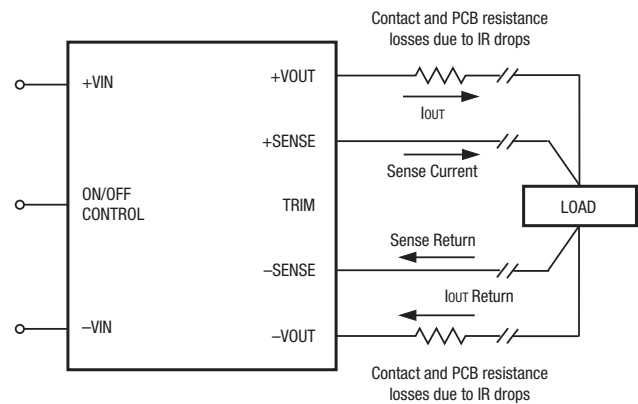 Contact and PCB resistance
losses due to IR drops
+VIN
+VOUT
IOUT
+SENSE
Sense Current
ON/OFF
CONTROL
TRIM
LOAD
Sense Return
–SENSE
IOUT Return
–VIN
–VOUT
Contact and PCB resistance
losses due to IR drops